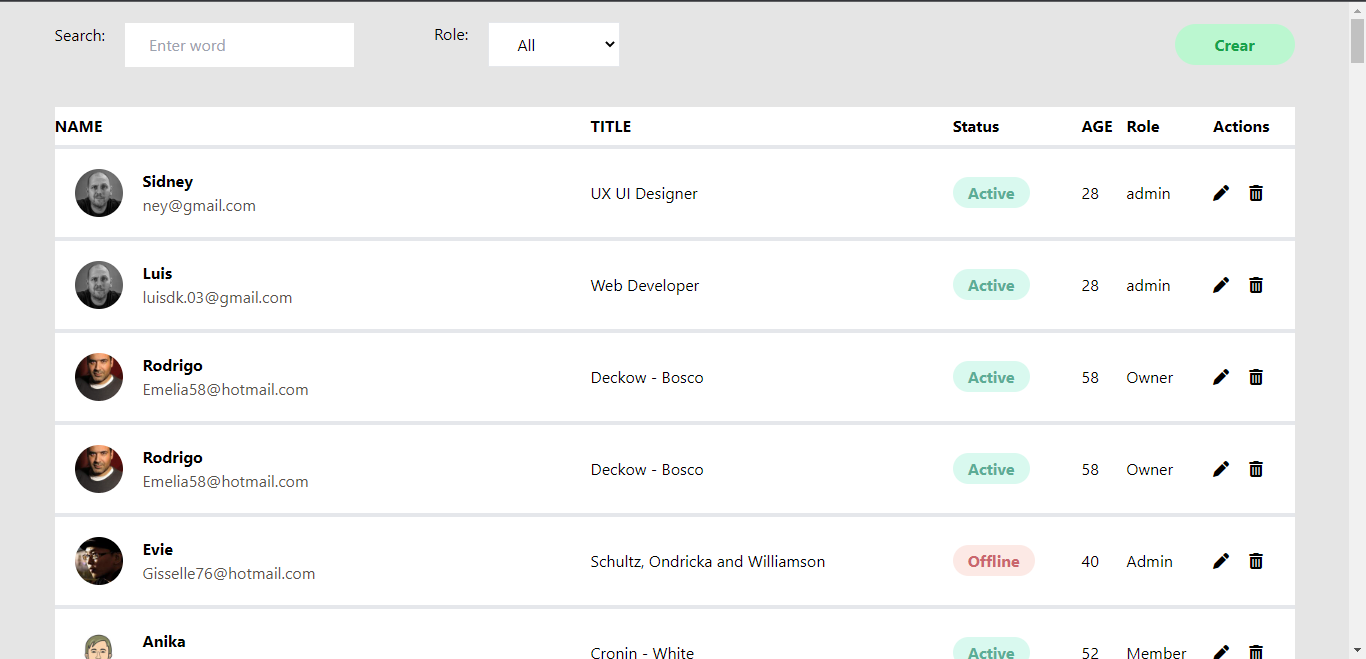 Search: Enter word Role: All Crear
NAME TITLE Status AGE Role Actions
Sidney
ney@gmail.com UX UI Designer Active 28 admin
Luis
luisdk.03@gmail.com Web Developer Active 28 admin
Rodrigo
Emelia58@hotmail.com Deckow - Bosco Active 58 Owner
Rodrigo
Emelia58@hotmail.com Deckow - Bosco Active 58 Owner
Evie
Gisselle76@hotmail.com Schultz, Ondricka and Williamson Offline 40 Admin
Anika
Cronin - White Active 52 Member